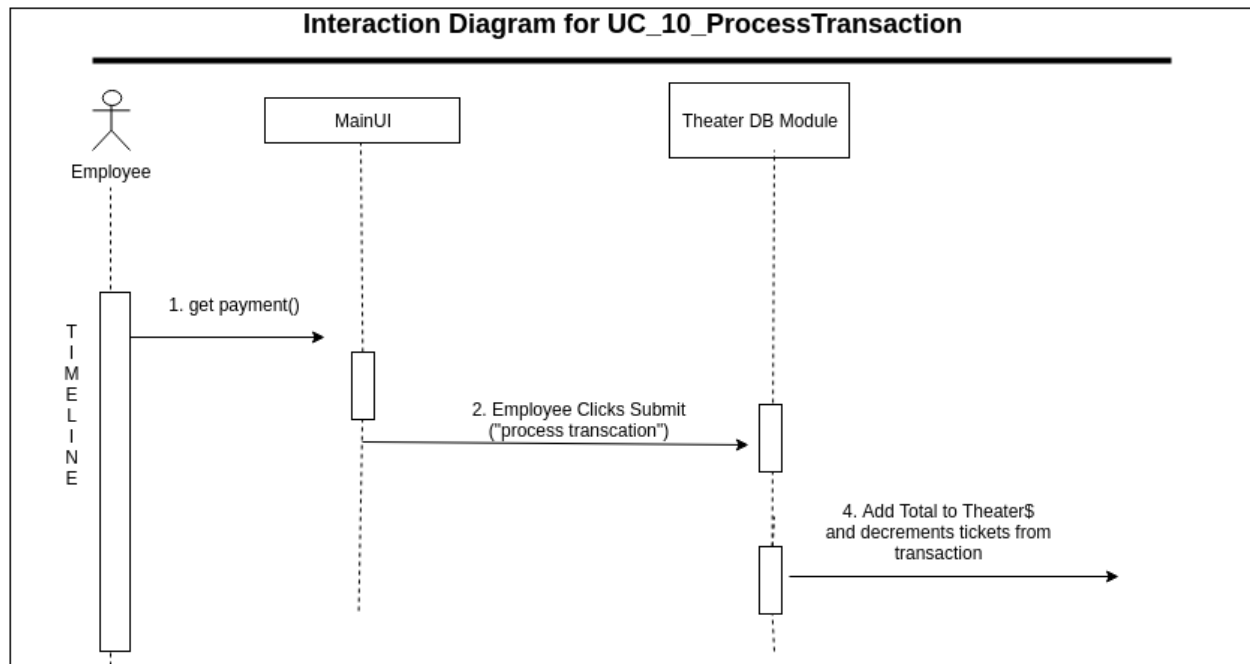 Interaction Diagram for UC_10_ProcessTransaction
MainUI
Theater DB Module
Employee
1. get payment()
T
I
M
E
L
I
N
E
2. Employee Clicks Submit
("process transcation")
4. Add Total to Theater$
and decrements tickets from
transaction